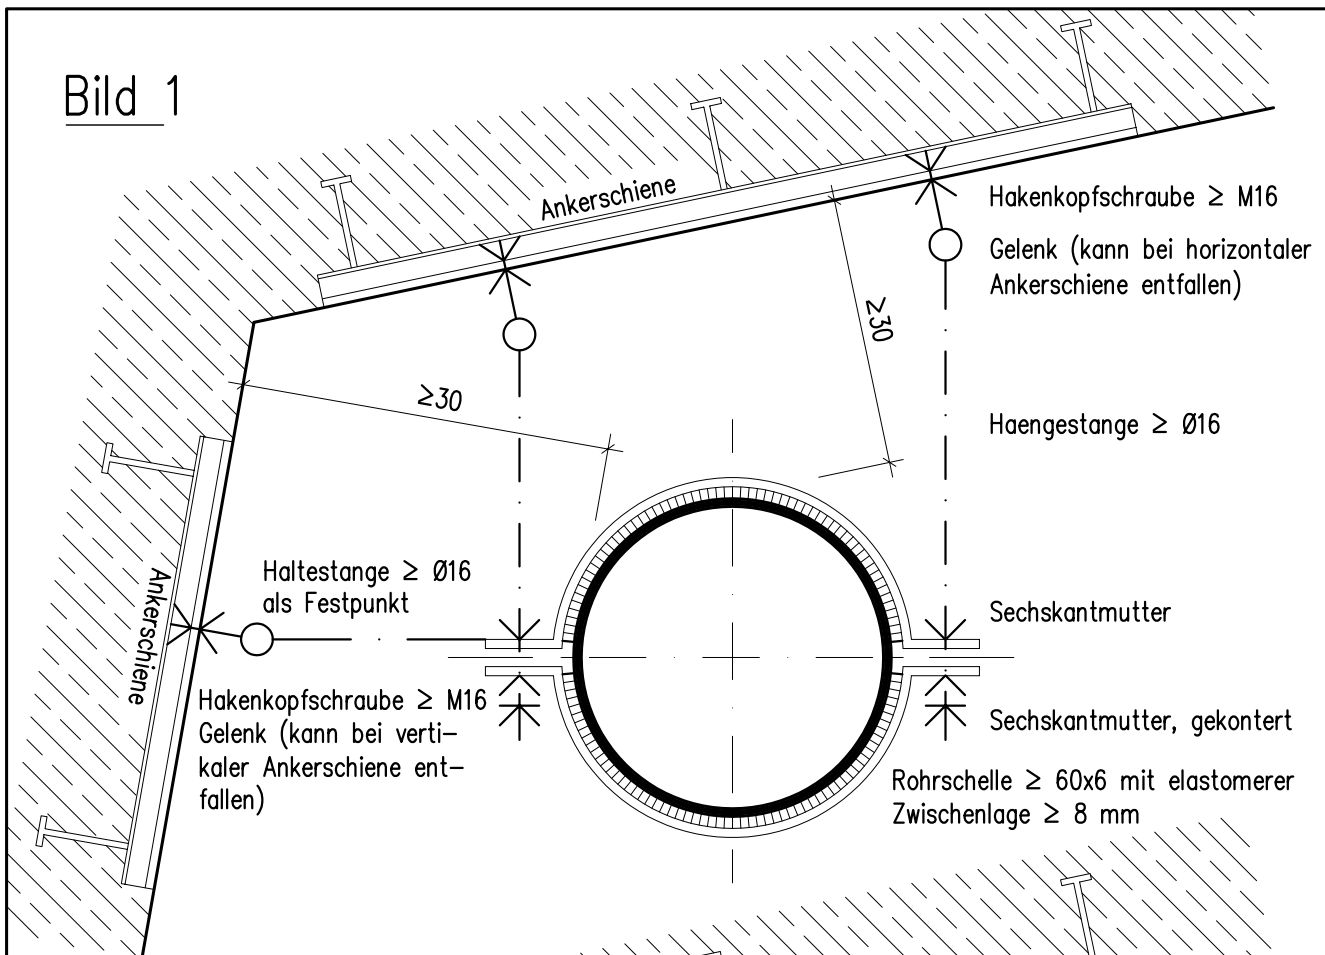 Bild 1
Ankerschiene
Hakenkopfschraube ≥ M16
Gelenk (kann bei horizontaler
Ankerschiene entfallen)
≥30
≥30
Haengestange ≥ Ø16
Haltestange ≥ Ø16
als Festpunkt
Ankerschiene
Sechskantmutter
Hakenkopfschraube ≥ M16
Gelenk (kann bei verti-
kaler Ankerschiene ent-
fallen)
Sechskantmutter, gekontert
Rohrschelle ≥ 60x6 mit elastomerer
Zwischenlage ≥ 8 mm